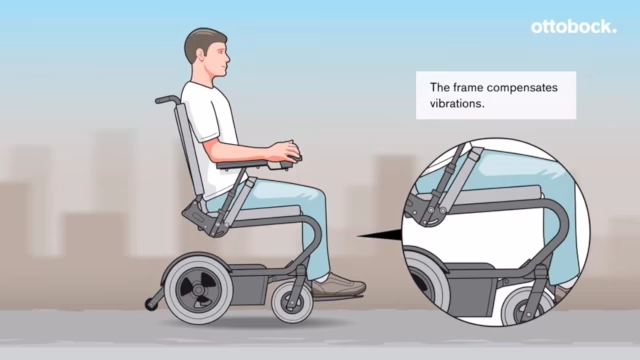 ottobock.
The frame compensates
vibrations.